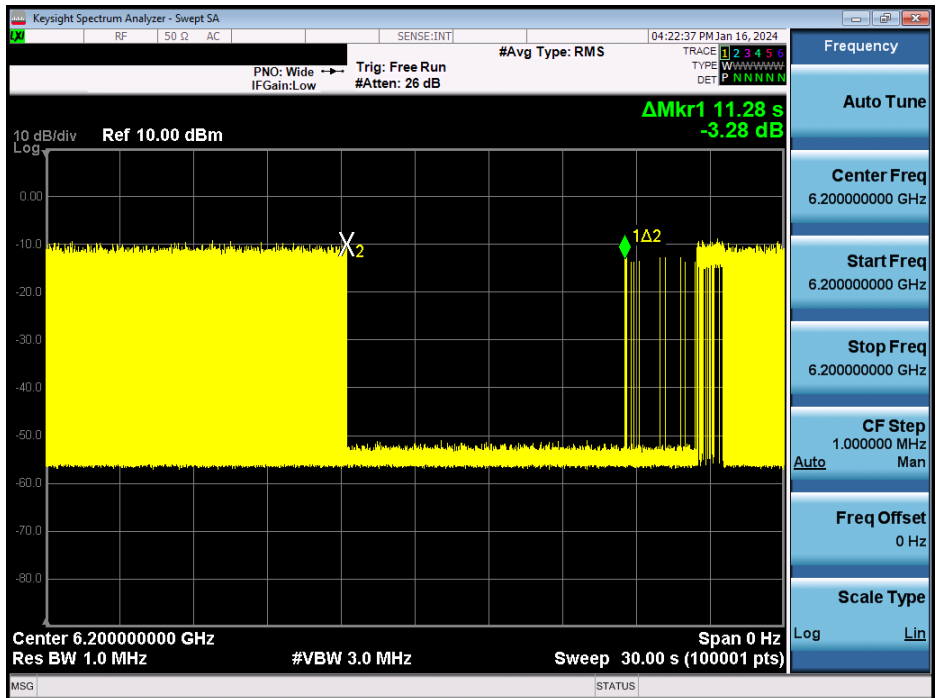 Keysight Spectrum Analyzer - Swept SA
LXI RF 50 Ω AC SENSE:INT 04:22:37 PM Jan 16, 2024
PNO: Wide
IFGain:Low
Trig: Free Run
#Atten: 26 dB
#Avg Type: RMS
TRACE 1 2 3 4 5 6
TYPE WWWWWW
DET P N N N N N
ΔMkr1 11.28 s
-3.28 dB
10 dB/div Ref 10.00 dBm
Log
0.00
-10.0
-20.0
-30.0
-40.0
-50.0
-60.0
-70.0
-80.0
X2
1Δ2
Center 6.200000000 GHz Span 0 Hz
Res BW 1.0 MHz #VBW 3.0 MHz Sweep 30.00 s (100001 pts)
MSG STATUS
Frequency
Auto Tune
Center Freq
6.200000000 GHz
Start Freq
6.200000000 GHz
Stop Freq
6.200000000 GHz
CF Step
1.000000 MHz
Auto Man
Freq Offset
0 Hz
Scale Type
Log Lin